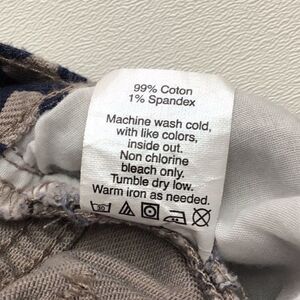 99% Coton
1% Spandex
Machine wash cold,
with like colors,
inside out.
Non chlorine
bleach only.
Tumble dry low.
Warm iron as needed.
30